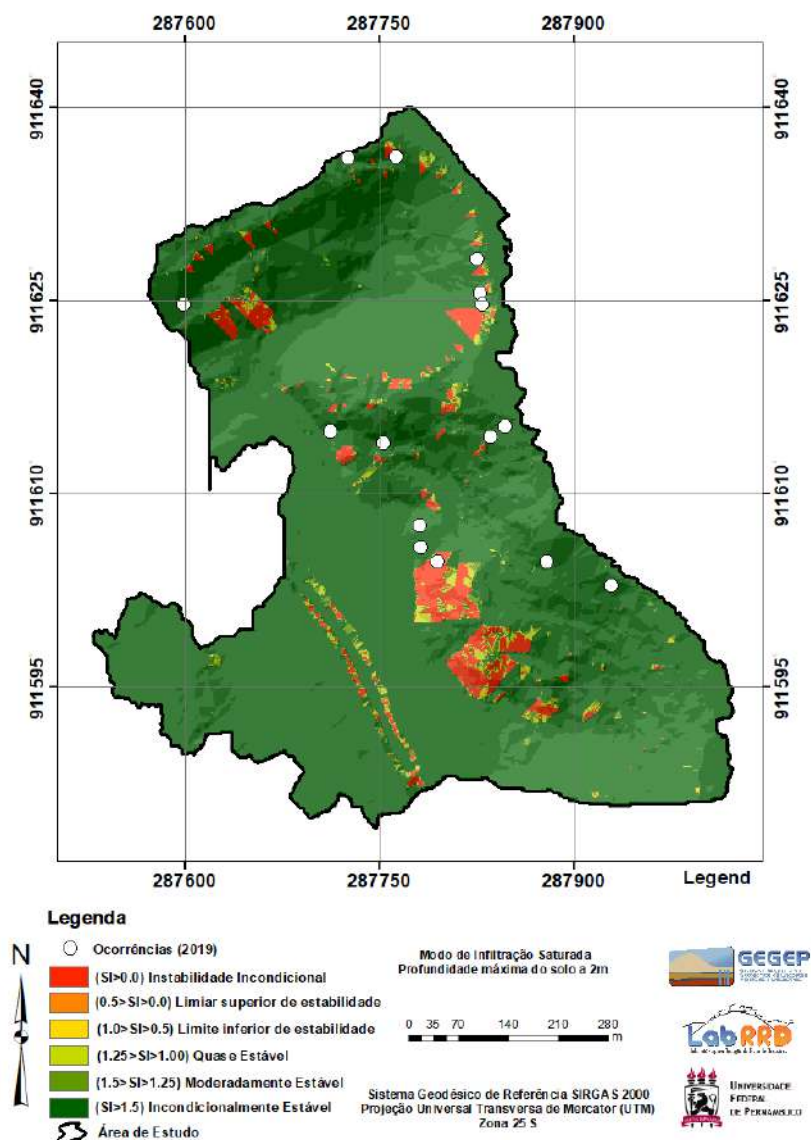 287600 287750 287900
911640 911640
911625 911625
911610 911610
911595 911595
287600 287750 287900 Legend
Legenda
N
Ocorrências (2019)
(SI>0.0) Instabilidade Incondicional
(0.5>SI>0.0) Limiar superior de estabilidade
(1.0>SI>0.5) Limite inferior de estabilidade
(1.25>SI>1.00) Quase Estável
(1.5>SI>1.25) Moderadamente Estável
(SI>1.5) Incondicionalmente Estável
Área de Estudo
Modo de Infiltração Saturada
Profundidade máxima do solo a 2m
0 35 70 140 210 280
m
Sistema Geodésico de Referência SIRGAS 2000
Projeção Universal Transversa de Mercator (UTM)
Zona 25 S
GEGEP
LabRRD
UNIVERSIDADE
FEDERAL
DE PERNAMBUCO